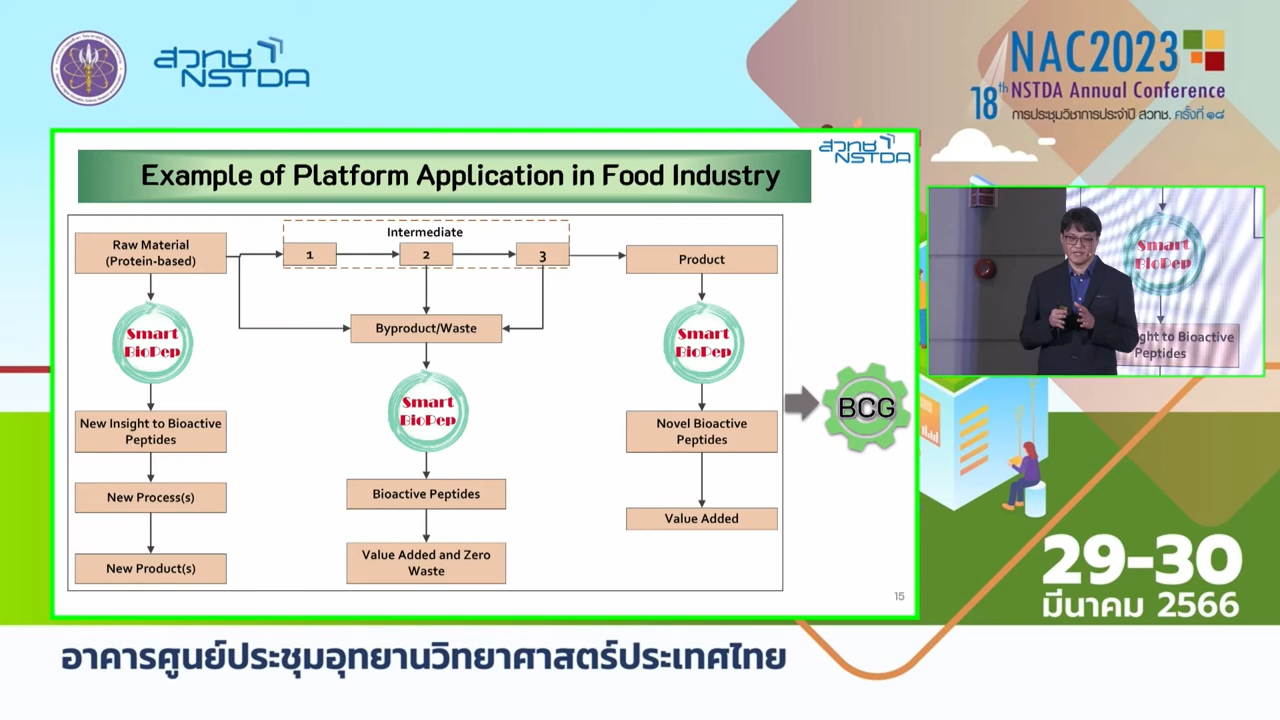 สวทช
NSTDA
NAC2023
18th NSTDA Annual Conference
การประชุมวิชาการประจำปี สวทช. ครั้งที่ ๑๘
สวทช
NSTDA
Example of Platform Application in Food Industry
Intermediate
Raw Material
(Protein-based)
1
2
3
Product
Byproduct/Waste
Smart
BioPep
Smart
BioPep
Smart
BioPep
New Insight to Bioactive
Peptides
Novel Bioactive
Peptides
BCG
New Process(s)
Bioactive Peptides
Value Added
New Product(s)
Value Added and Zero
Waste
15
Smart
BioPep
ght to Bioactive
Peptides
29-30
มีนาคม 2566
อาคารศูนย์ประชุมอุทยานวิทยาศาสตร์ประเทศไทย